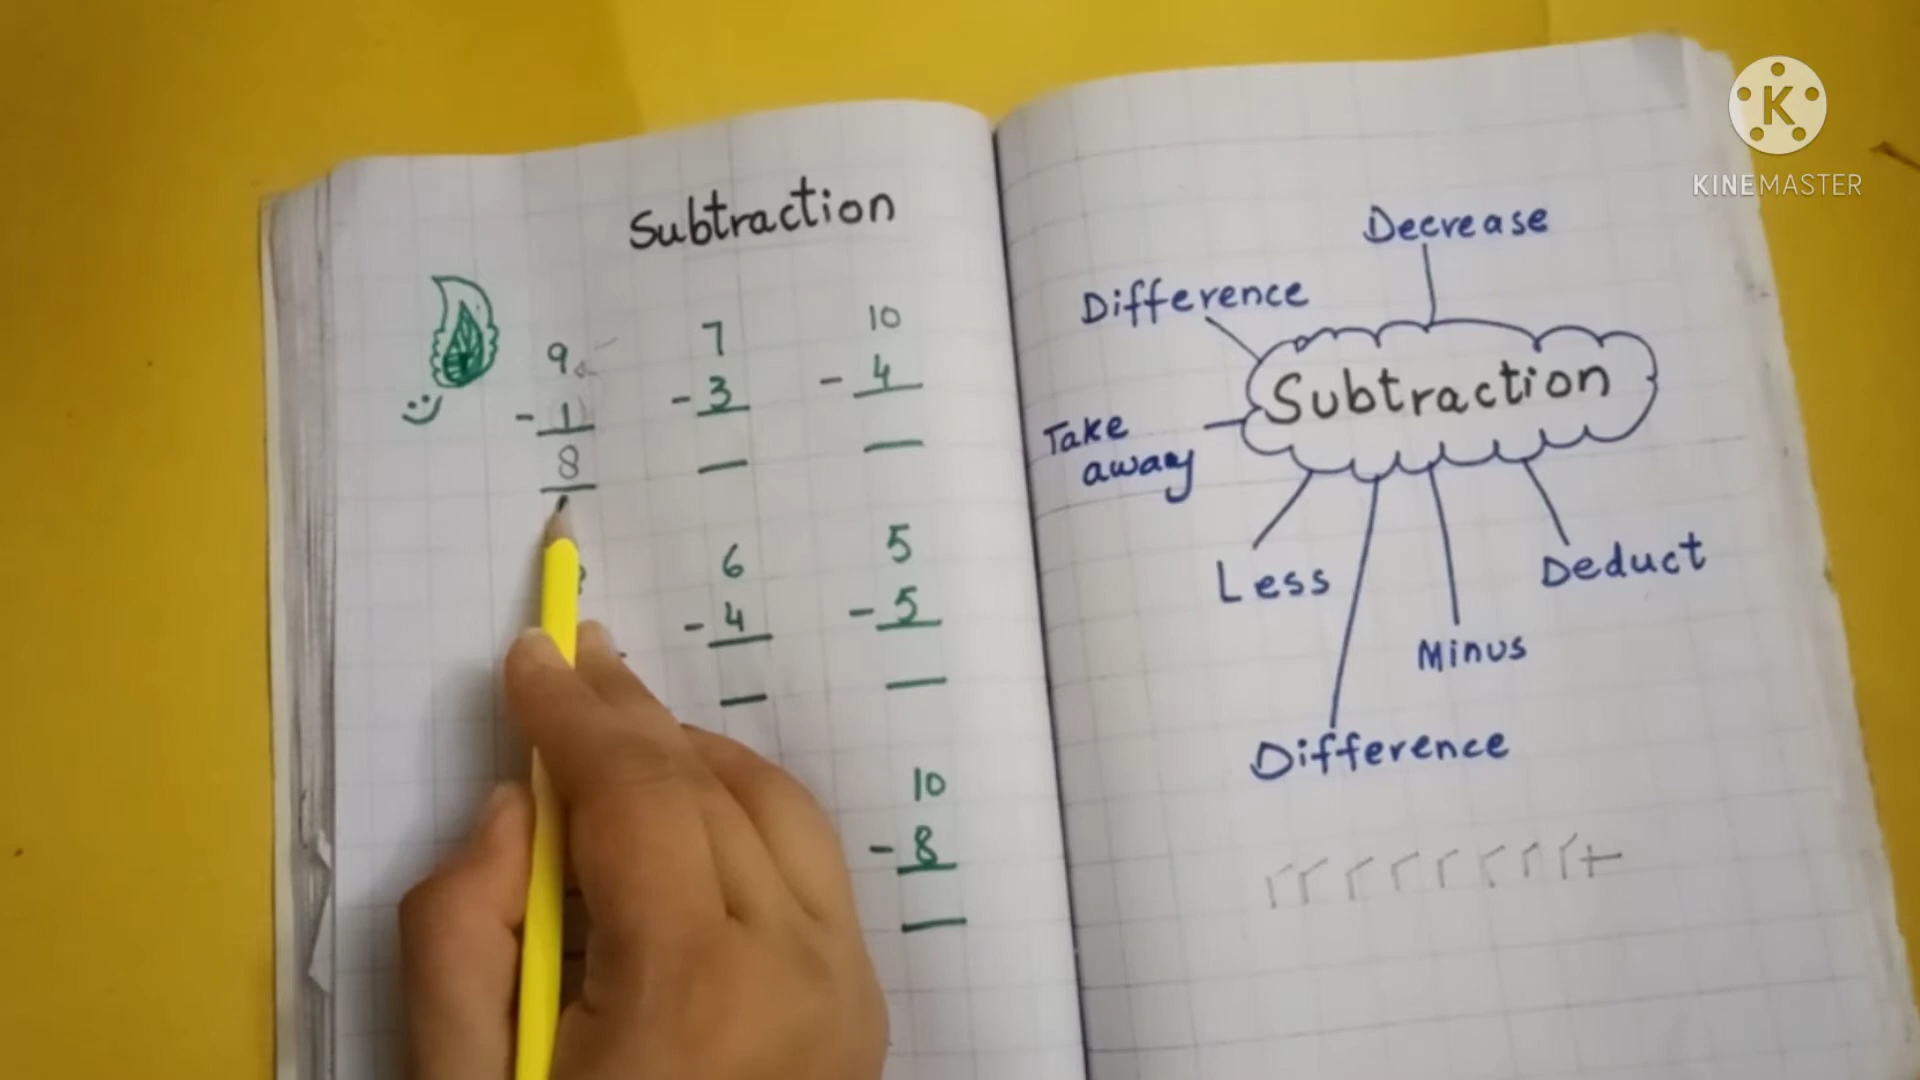 Subtraction
9
- 1
8
7
- 3
10
- 4
6
- 4
5
- 5
10
- 8
Decrease
Difference
Subtraction
Take
away
Less
Deduct
Minus
Difference
K
KINEMASTER